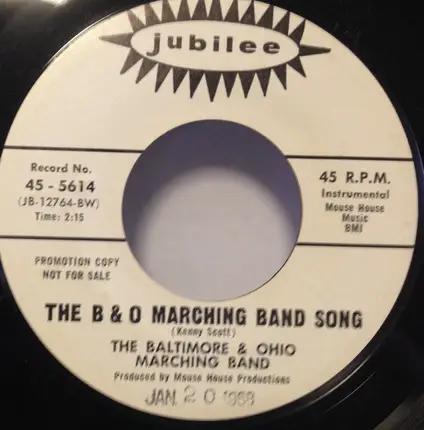 jubilee
Record No.
45-5614
(JB-12764-BW)
Time: 2:15
45 R.P.M.
Instrumental
Mouse House
Music
BMI
PROMOTION COPY
NOT FOR SALE
THE B & O MARCHING BAND SONG
(Kenny Scott)
THE BALTIMORE & OHIO
MARCHING BAND
Produced by Mouse House Productions
JAN. 20 1968